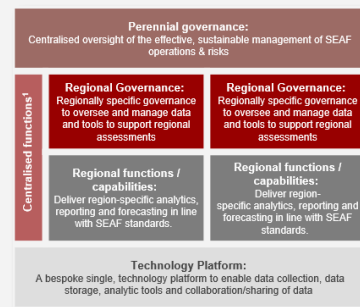 Perennial governance:
Centralised oversight of the effective, sustainable management of SEAF
operations & risks
Centralised functions¹
Regional Governance:
Regionally specific governance
to oversee and manage data
and tools to support regional
assessments
Regional Governance:
Regionally specific governance
to oversee and manage data
and tools to support regional
assessments
Regional functions /
capabilities:
Deliver region-specific analytics,
reporting and forecasting in line
with SEAF standards.
Regional functions /
capabilities:
Deliver region-
specific analytics, reporting and
forecasting in line with SEAF
standards.
Technology Platform:
A bespoke single, technology platform to enable data collection, data
storage, analytic tools and collaboration/sharing of data